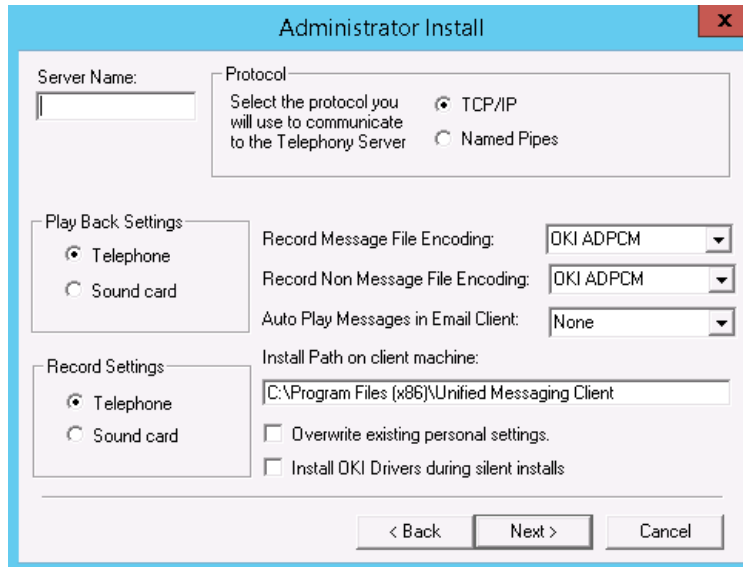 Administrator Install
x
Server Name:
Protocol
Select the protocol you
will use to communicate
to the Telephony Server
TCP/IP
Named Pipes
Play Back Settings
Telephone
Sound card
Record Message File Encoding:
OKI ADPCM
Record Non Message File Encoding:
OKI ADPCM
Auto Play Messages in Email Client:
None
Record Settings
Telephone
Sound card
Install Path on client machine:
C:\Program Files (x86)\Unified Messaging Client
Overwrite existing personal settings.
Install OKI Drivers during silent installs
< Back
Next >
Cancel